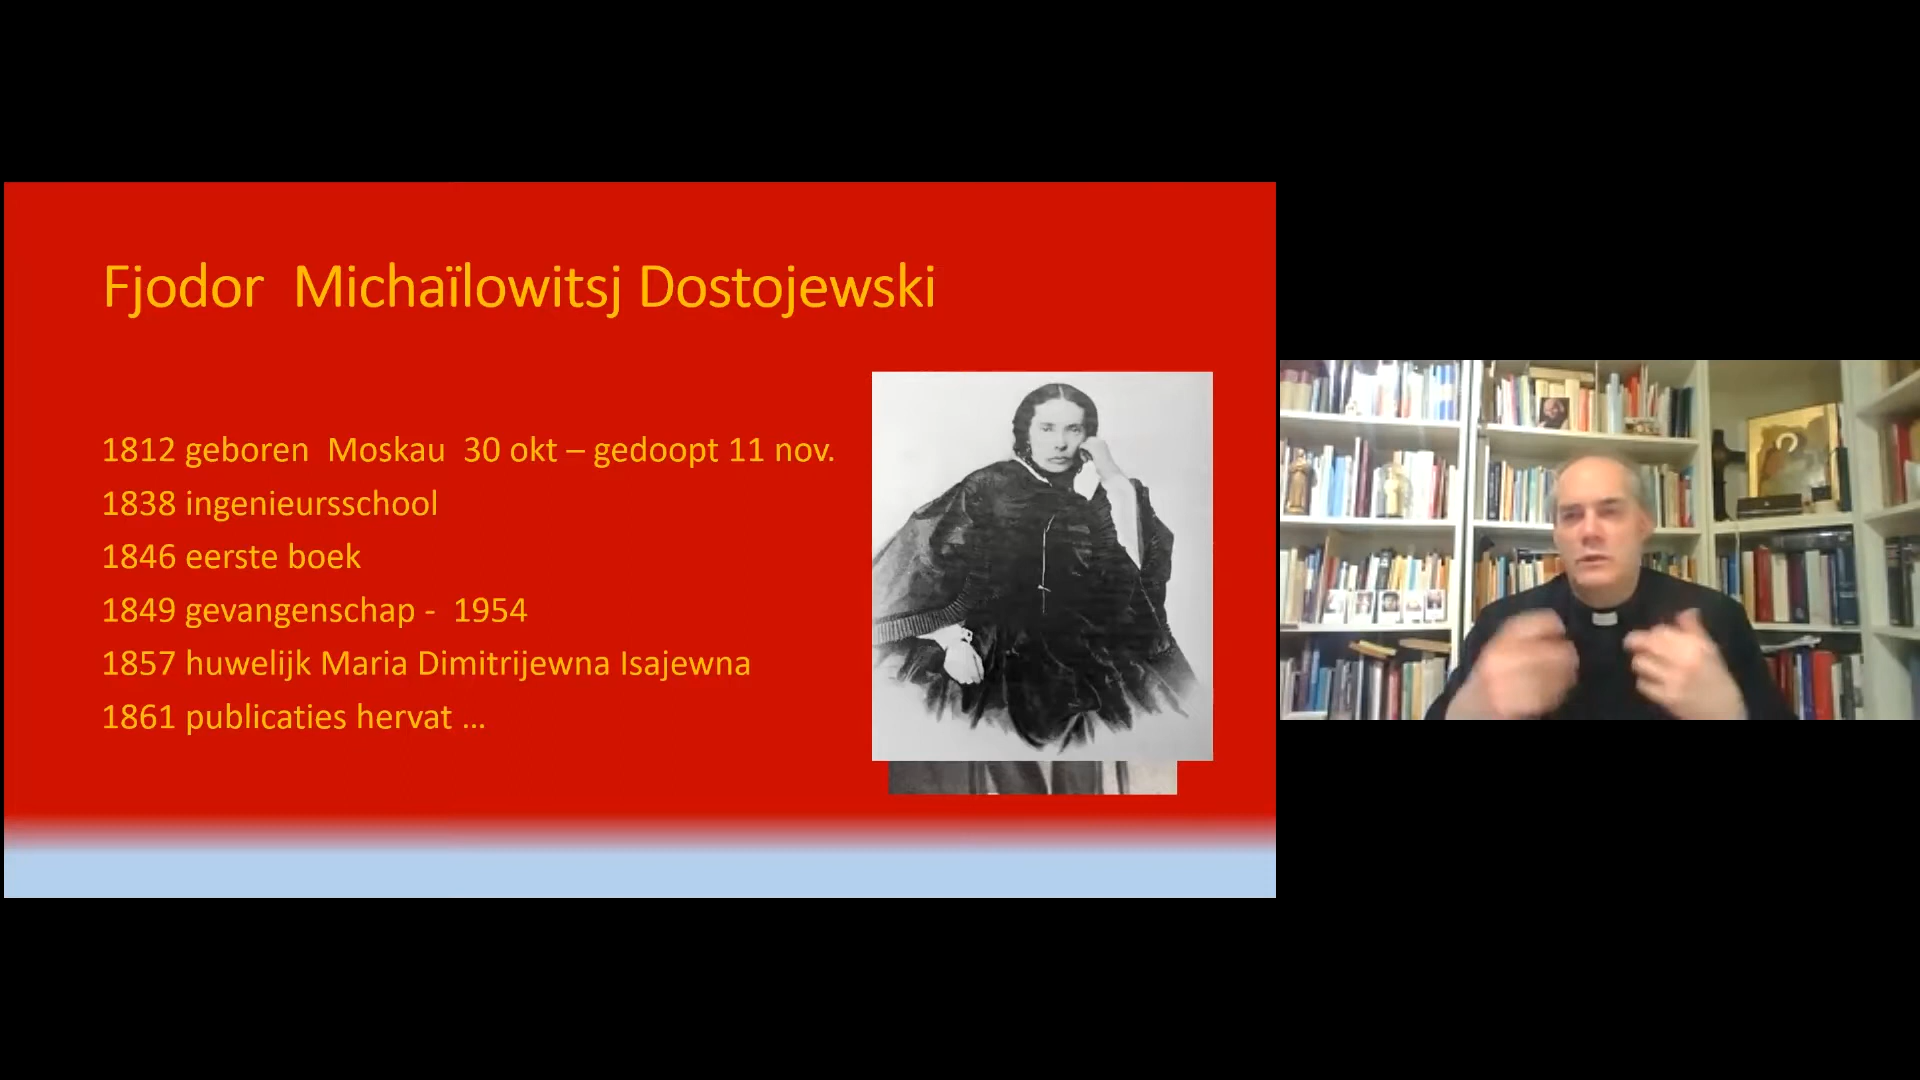 Fjodor  Michaïlowitsj Dostojewski
1812 geboren  Moskau  30 okt – gedoopt 11 nov.
1838 ingenieursschool
1846 eerste boek
1849 gevangenschap -  1954
1857 huwelijk Maria Dimitrijewna Isajewna
1861 publicaties hervat ...